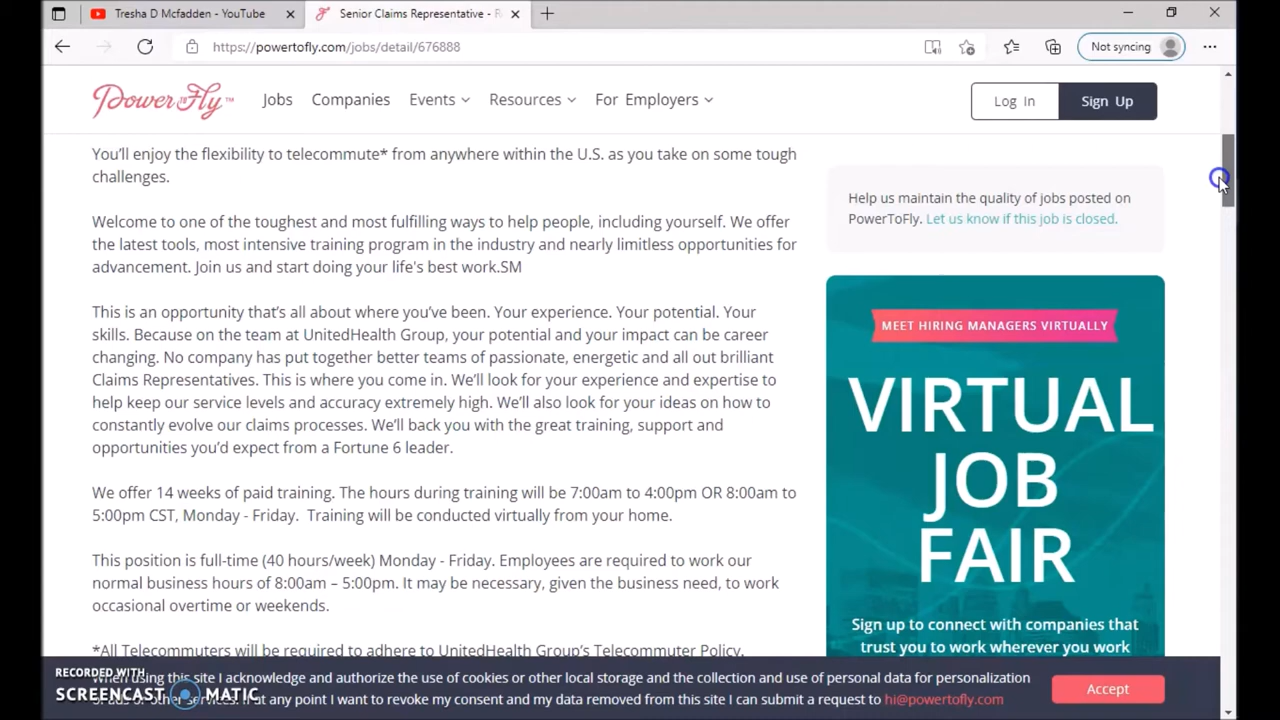 Tresha D Mcfadden - YouTube
Senior Claims Representative - R
https://powertofly.com/jobs/detail/676888
Not syncing
PowerToFly™
Jobs
Companies
Events
Resources
For Employers
Log In
Sign Up
You'll enjoy the flexibility to telecommute* from anywhere within the U.S. as you take on some tough
challenges.
Welcome to one of the toughest and most fulfilling ways to help people, including yourself. We offer
the latest tools, most intensive training program in the industry and nearly limitless opportunities for
advancement. Join us and start doing your life's best work.SM
This is an opportunity that's all about where you've been. Your experience. Your potential. Your
skills. Because on the team at UnitedHealth Group, your potential and your impact can be career
changing. No company has put together better teams of passionate, energetic and all out brilliant
Claims Representatives. This is where you come in. We'll look for your experience and expertise to
help keep our service levels and accuracy extremely high. We'll also look for your ideas on how to
constantly evolve our claims processes. We'll back you with the great training, support and
opportunities you'd expect from a Fortune 6 leader.
We offer 14 weeks of paid training. The hours during training will be 7:00am to 4:00pm OR 8:00am to
5:00pm CST, Monday - Friday. Training will be conducted virtually from your home.
This position is full-time (40 hours/week) Monday - Friday. Employees are required to work our
normal business hours of 8:00am – 5:00pm. It may be necessary, given the business need, to work
occasional overtime or weekends.
*All Telecommuters will be required to adhere to UnitedHealth Group's Telecommuter Policy.
Help us maintain the quality of jobs posted on
PowerToFly. Let us know if this job is closed.
MEET HIRING MANAGERS VIRTUALLY
VIRTUAL
JOB
FAIR
Sign up to connect with companies that
trust you to work wherever you work
When using this site I acknowledge and authorize the use of cookies or other local storage and the collection and use of personal data for personalization
of ads or other services. If at any point I want to revoke my consent and my data removed from this site I can submit a request to hi@powertofly.com
Accept
RECORDED WITH
SCREENCAST MATIC